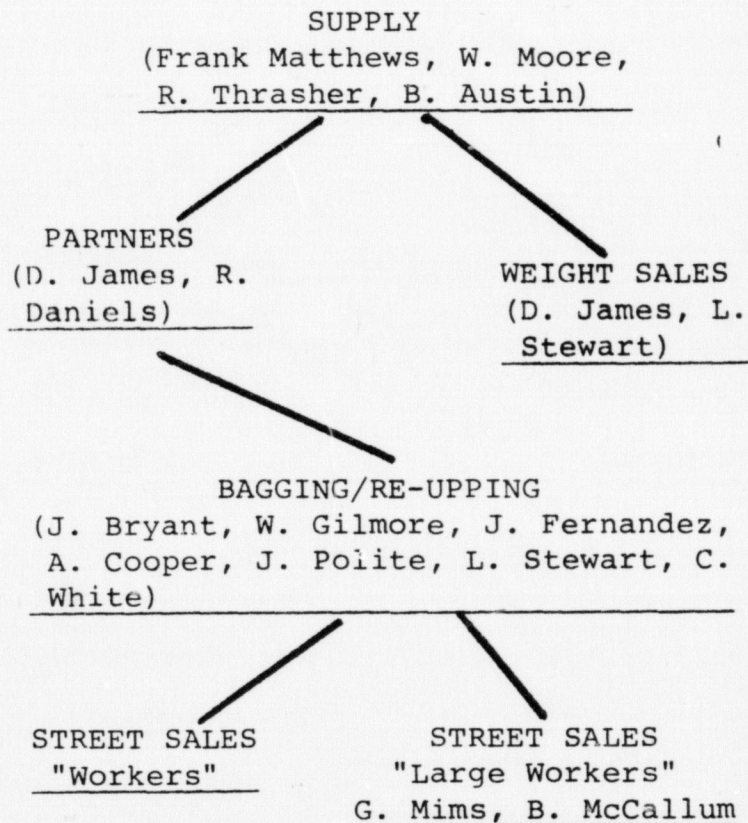 SUPPLY
(Frank Matthews, W. Moore,
R. Thrasher, B. Austin)
PARTNERS
(D. James, R.
Daniels)
WEIGHT SALES
(D. James, L.
Stewart)
BAGGING/RE-UPPING
(J. Bryant, W. Gilmore, J. Fernandez,
A. Cooper, J. Polite, L. Stewart, C.
White)
STREET SALES
"Workers"
STREET SALES
"Large Workers"
G. Mims, B. McCallum